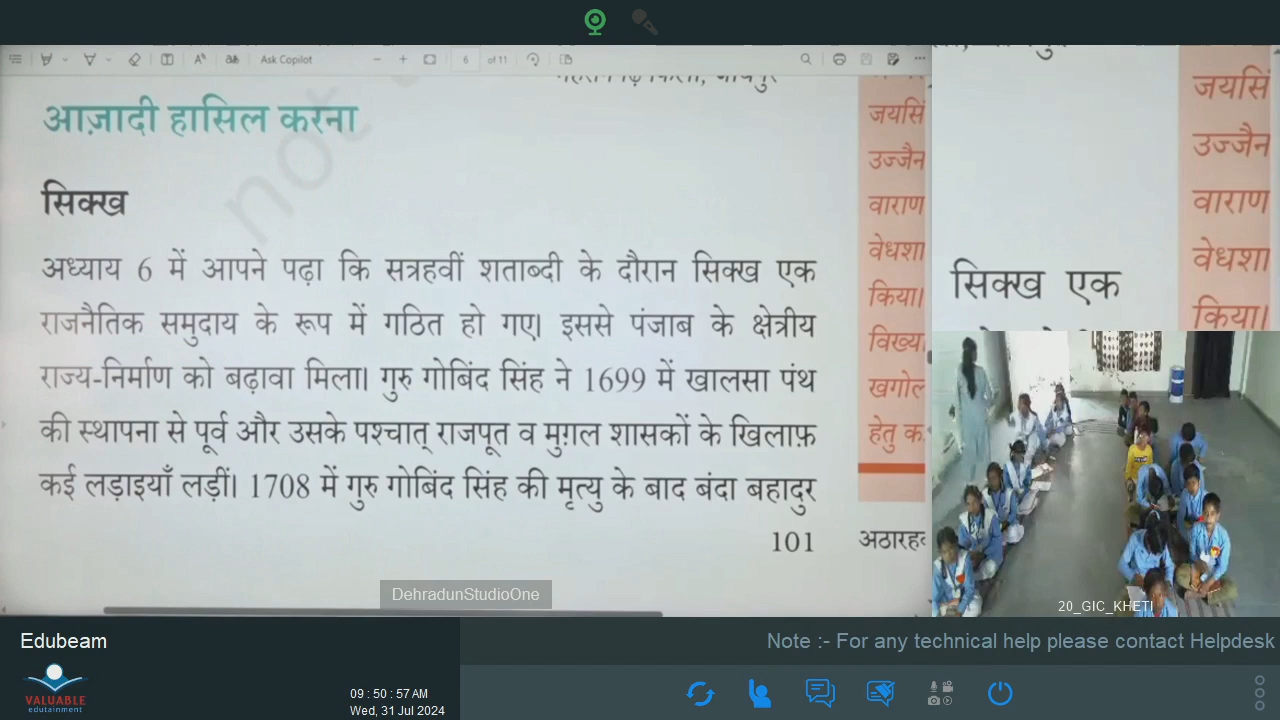 Ask Copilot
6
of 11
आज़ादी हासिल करना
सिक्ख
अध्याय 6 में आपने पढ़ा कि सत्रहवीं शताब्दी के दौरान सिक्ख एक
राजनैतिक समुदाय के रूप में गठित हो गए। इससे पंजाब के क्षेत्रीय
राज्य-निर्माण को बढ़ावा मिला। गुरु गोबिंद सिंह ने 1699 में खालसा पंथ
की स्थापना से पूर्व और उसके पश्चात् राजपूत व मुग़ल शासकों के खिलाफ़
कई लड़ाइयाँ लड़ीं। 1708 में गुरु गोबिंद सिंह की मृत्यु के बाद बंदा बहादुर
101
not
जयसिं
उज्जैन
वाराण
वेधशा
किया।
विख्य
खगोल
हेतु क
अठारहव
जयसिं
उज्जैन
वाराण
वेधशा
किया।
सिक्ख एक
DehradunStudioOne
20_GIC_KHETI
Edubeam
VALUABLE
edutainment
09 : 50 : 57 AM
Wed, 31 Jul 2024
Note :- For any technical help please contact Helpdesk